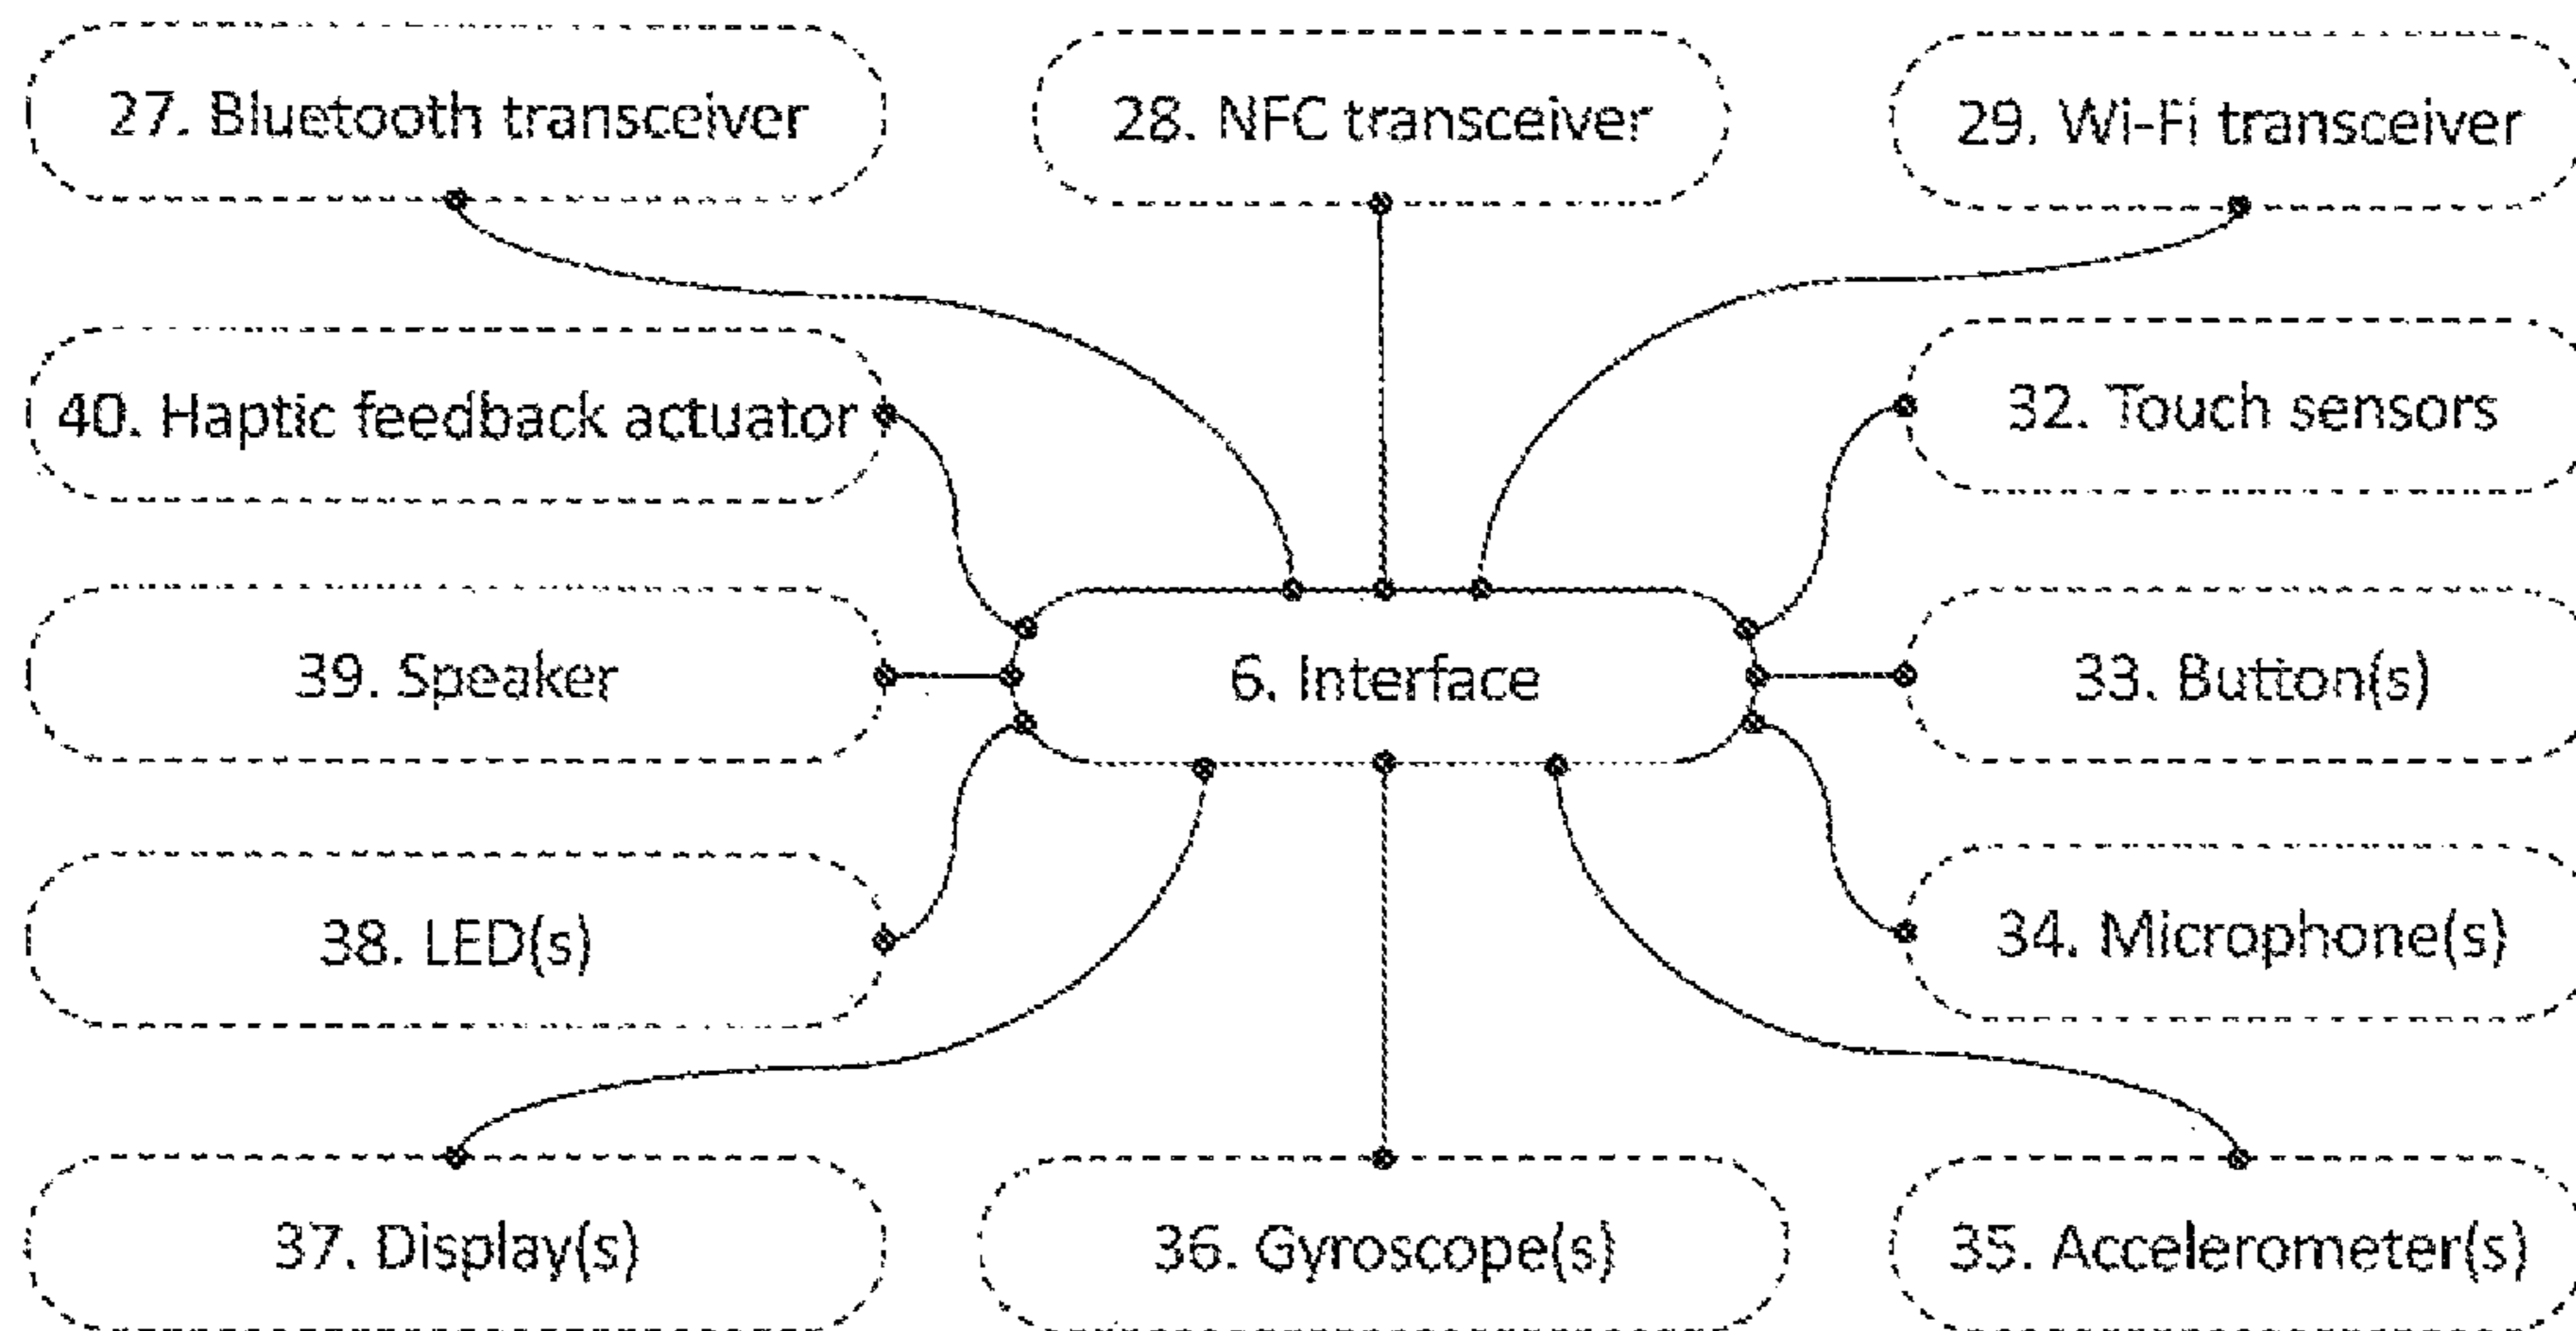 27. Bluetooth transceiver
28. NFC transceiver
29. Wi-Fi transceiver
40. Haptic feedback actuator
32. Touch sensors
39. Speaker
6. Interface
33. Button(s)
38. LED(s)
34. Microphone(s)
37. Display(s)
36. Gyroscope(s)
35. Accelerometer(s)